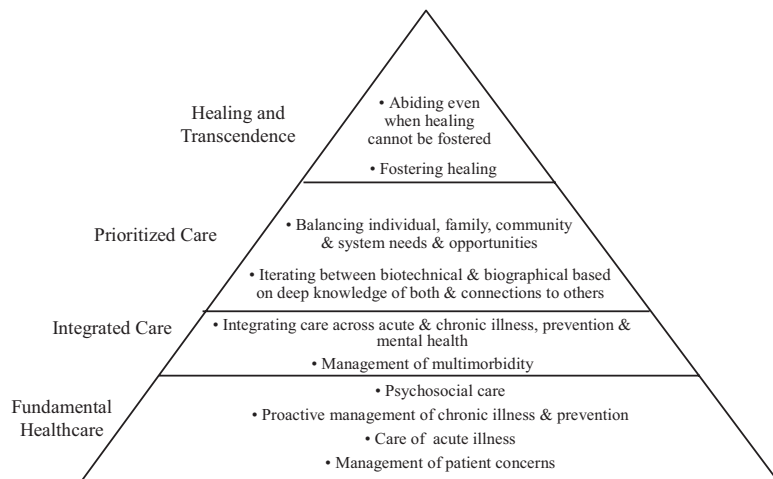 Healing and
Transcendence
• Abiding even
when healing
cannot be fostered
• Fostering healing
Prioritized Care
• Balancing individual, family, community
& system needs & opportunities
• Iterating between biotechnical & biographical based
on deep knowledge of both & connections to others
Integrated Care
• Integrating care across acute & chronic illness, prevention &
mental health
• Management of multimorbidity
Fundamental
Healthcare
• Psychosocial care
• Proactive management of chronic illness & prevention
• Care of acute illness
• Management of patient concerns